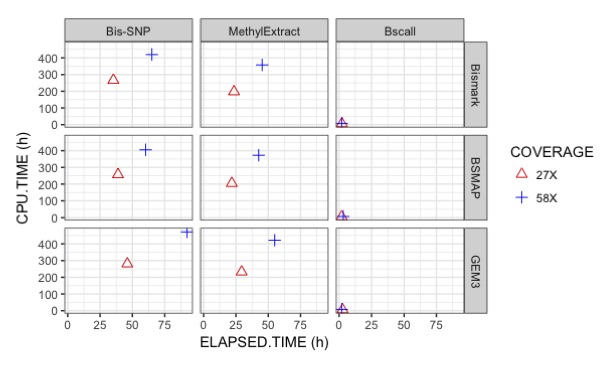 Bis-SNP MethylExtract Bscall
400
300
200
100
0
Bismark
400
300
200
100
0
BSMAP
400
300
200
100
0
GEM3
0 25 50 75 0 25 50 75 0 25 50 75
ELAPSED.TIME (h)
CPU.TIME (h)
COVERAGE
27X
58X